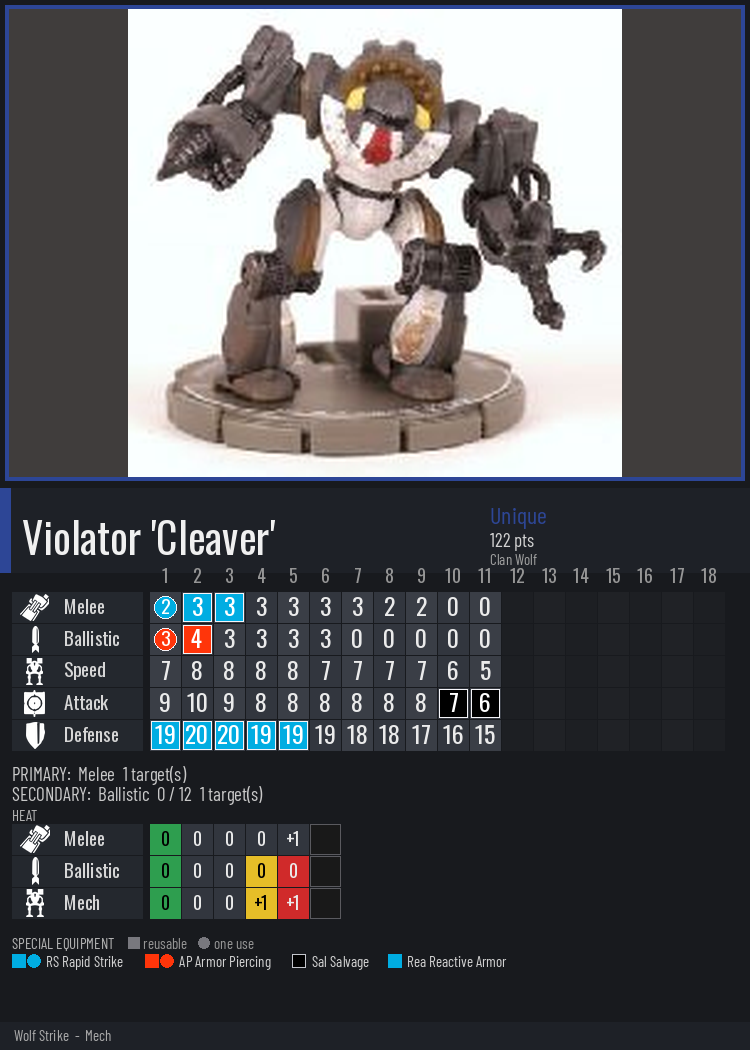 Violator 'Cleaver'
Unique
122 pts
Clan Wolf
1 2 3 4 5 6 7 8 9 10 11 12 13 14 15 16 17 18
Melee 2 3 3 3 3 3 3 2 2 0 0
Ballistic 3 4 3 3 3 3 0 0 0 0 0
Speed 7 8 8 8 8 7 7 7 7 6 5
Attack 9 10 9 8 8 8 8 8 8 7 6
Defense 19 20 20 19 19 19 18 18 17 16 15
PRIMARY: Melee 1 target(s)
SECONDARY: Ballistic 0 / 12 1 target(s)
HEAT
Melee 0 0 0 0 +1
Ballistic 0 0 0 0 0
Mech 0 0 0 +1 +1
SPECIAL EQUIPMENT reusable one use
RS Rapid Strike AP Armor Piercing Sal Salvage Rea Reactive Armor
Wolf Strike - Mech